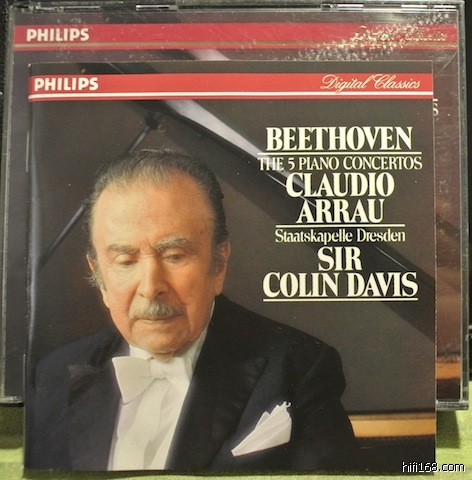 PHILIPS
PHILIPS
Digital Classics
BEETHOVEN
THE 5 PIANO CONCERTOS
CLAUDIO
ARRAU
Staatskapelle Dresden
SIR
COLIN DAVIS
hifi168.com